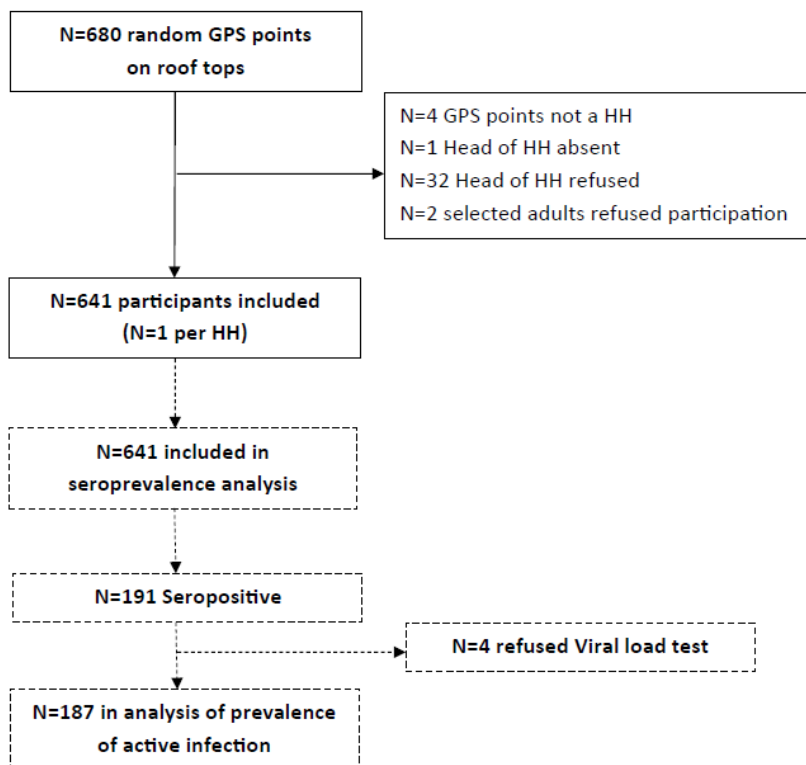 N=680 random GPS points
on roof tops
N=4 GPS points not a HH
N=1 Head of HH absent
N=32 Head of HH refused
N=2 selected adults refused participation
N=641 participants included
(N=1 per HH)
N=641 included in
seroprevalence analysis
N=191 Seropositive
N=4 refused Viral load test
N=187 in analysis of prevalence
of active infection